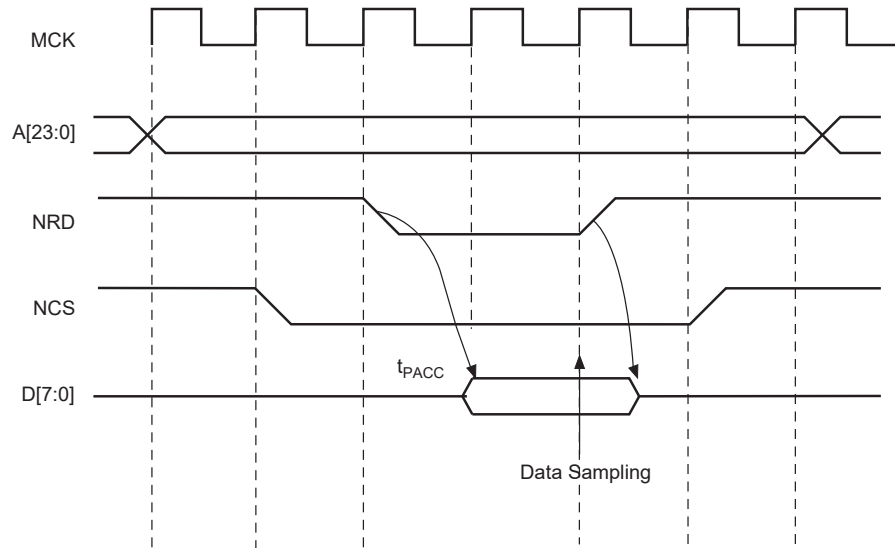 MCK
A[23:0]
NRD
NCS
tPACC
D[7:0]
Data Sampling